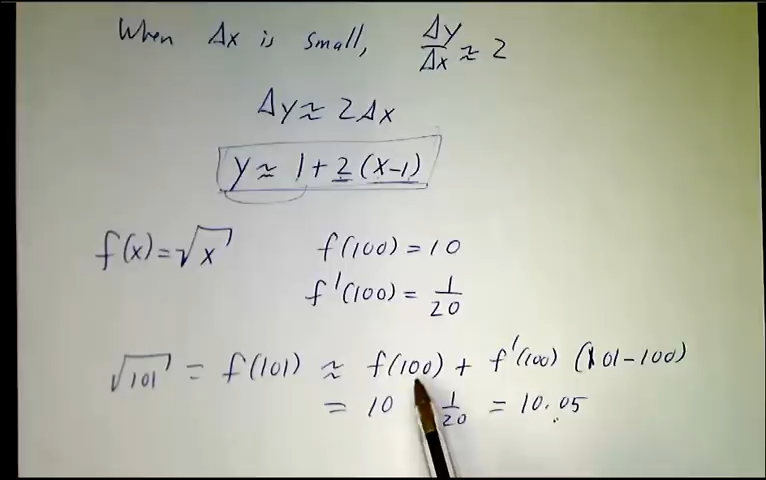 When Δx is small, Δy/Δx ≈ 2
Δy ≈ 2Δx
y ≈ 1 + 2 (x-1)
f(x) = √x f(100) = 10
f'(100) = 1/20
√101 = f(101) ≈ f(100) + f'(100) (101 - 100)
= 10 1/20 = 10.05